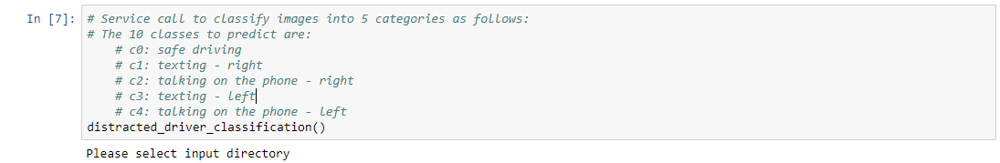 In [7]: # Service call to classify images into 5 categories as follows:
# The 10 classes to predict are:
# c0: safe driving
# c1: texting - right
# c2: talking on the phone - right
# c3: texting - left
# c4: talking on the phone - left
distracted_driver_classification()
Please select input directory